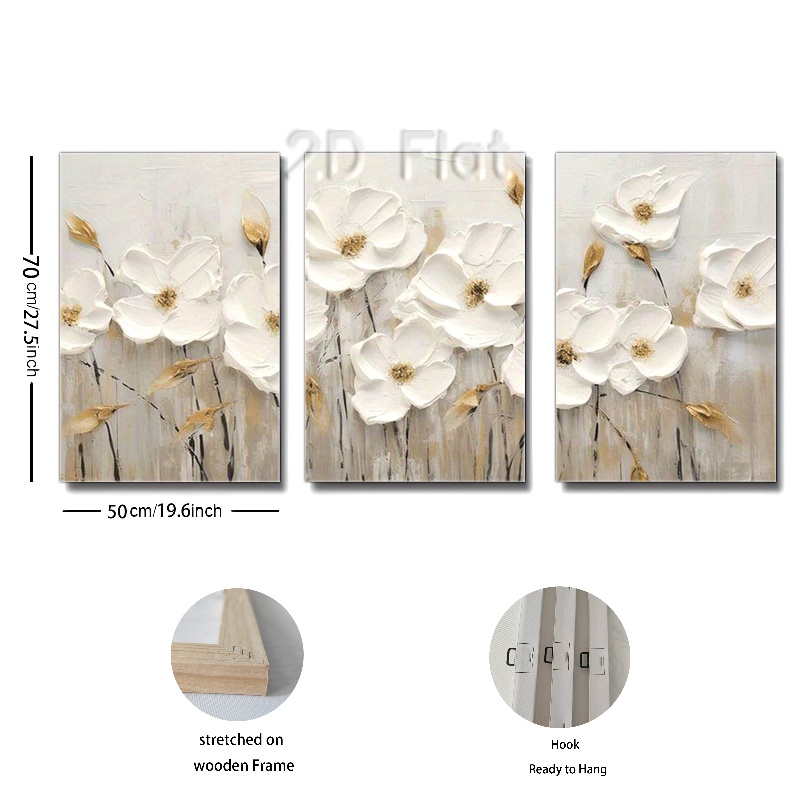 2D Flat
70 cm/27.5inch
50cm/19.6inch
stretched on
wooden Frame
Hook
Ready to Hang